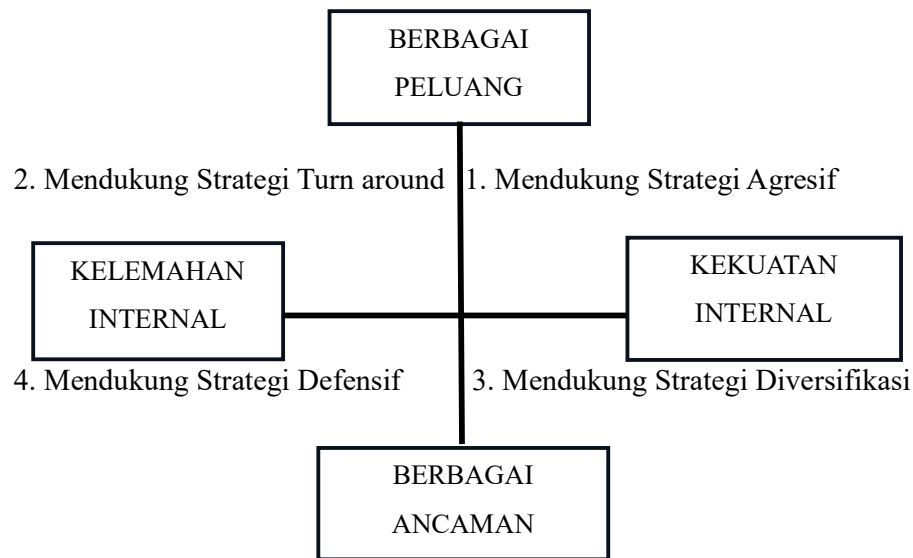 BERBAGAI
PELUANG
2. Mendukung Strategi Turn around
1. Mendukung Strategi Agresif
KELEMAHAN
INTERNAL
KEKUATAN
INTERNAL
4. Mendukung Strategi Defensif
3. Mendukung Strategi Diversifikasi
BERBAGAI
ANCAMAN